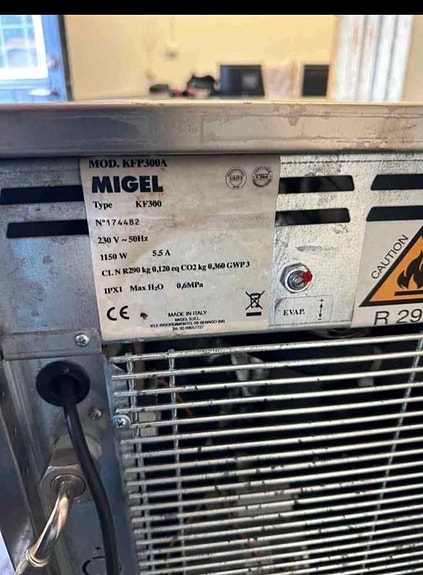 MOD. KFP300A
MIGEL
Type KF300
N°174482
230 V ~ 50Hz
1150 W 5.5 A
CL N R290 kg 0,120 eq CO2 kg 0,360 GWP 3
IPX1 Max H₂O 0,6MPa
CE
MADE IN ITALY
MIGEL S.R.L.
EVAP.
CAUTION
R 29